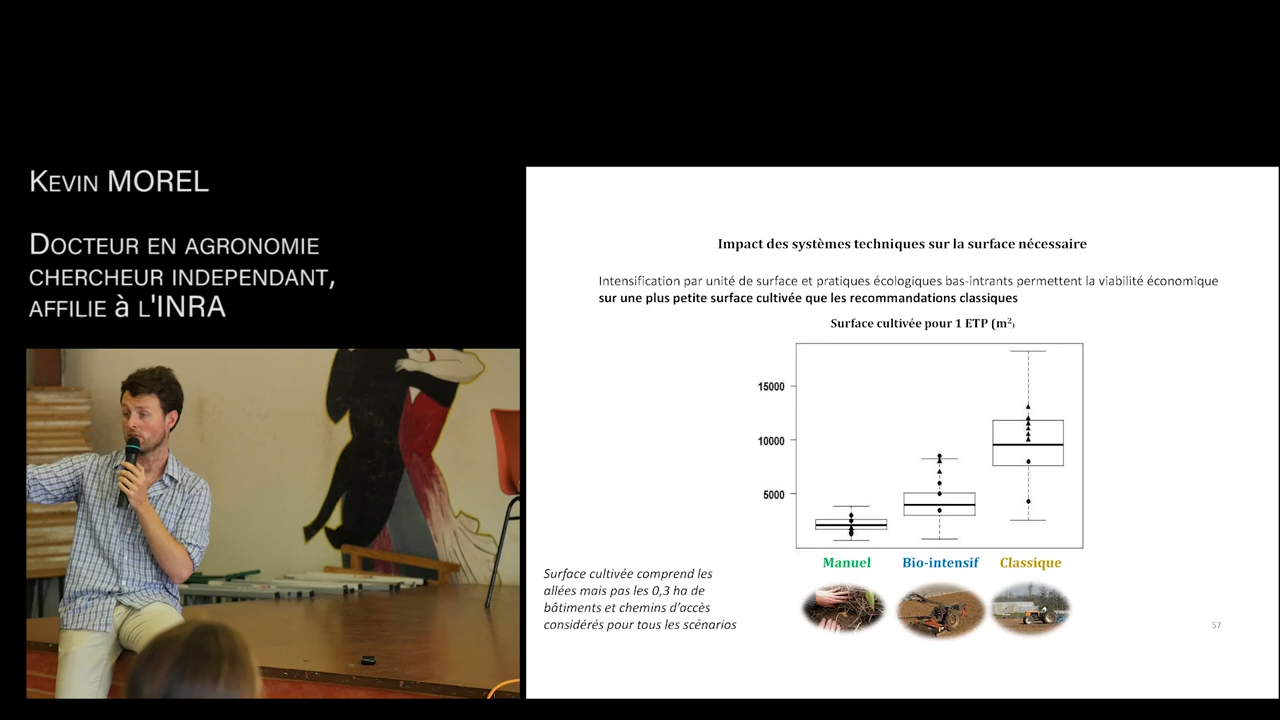 Kevin MOREL
Docteur en agronomie
chercheur independant,
affilie à l'INRA
Impact des systèmes techniques sur la surface nécessaire
Intensification par unité de surface et pratiques écologiques bas-intrants permettent la viabilité économique
sur une plus petite surface cultivée que les recommandations classiques
Surface cultivée pour 1 ETP (m²)
15000
10000
5000
Manuel Bio-intensif Classique
Surface cultivée comprend les
allées mais pas les 0,3 ha de
bâtiments et chemins d'accès
considérés pour tous les scénarios
57